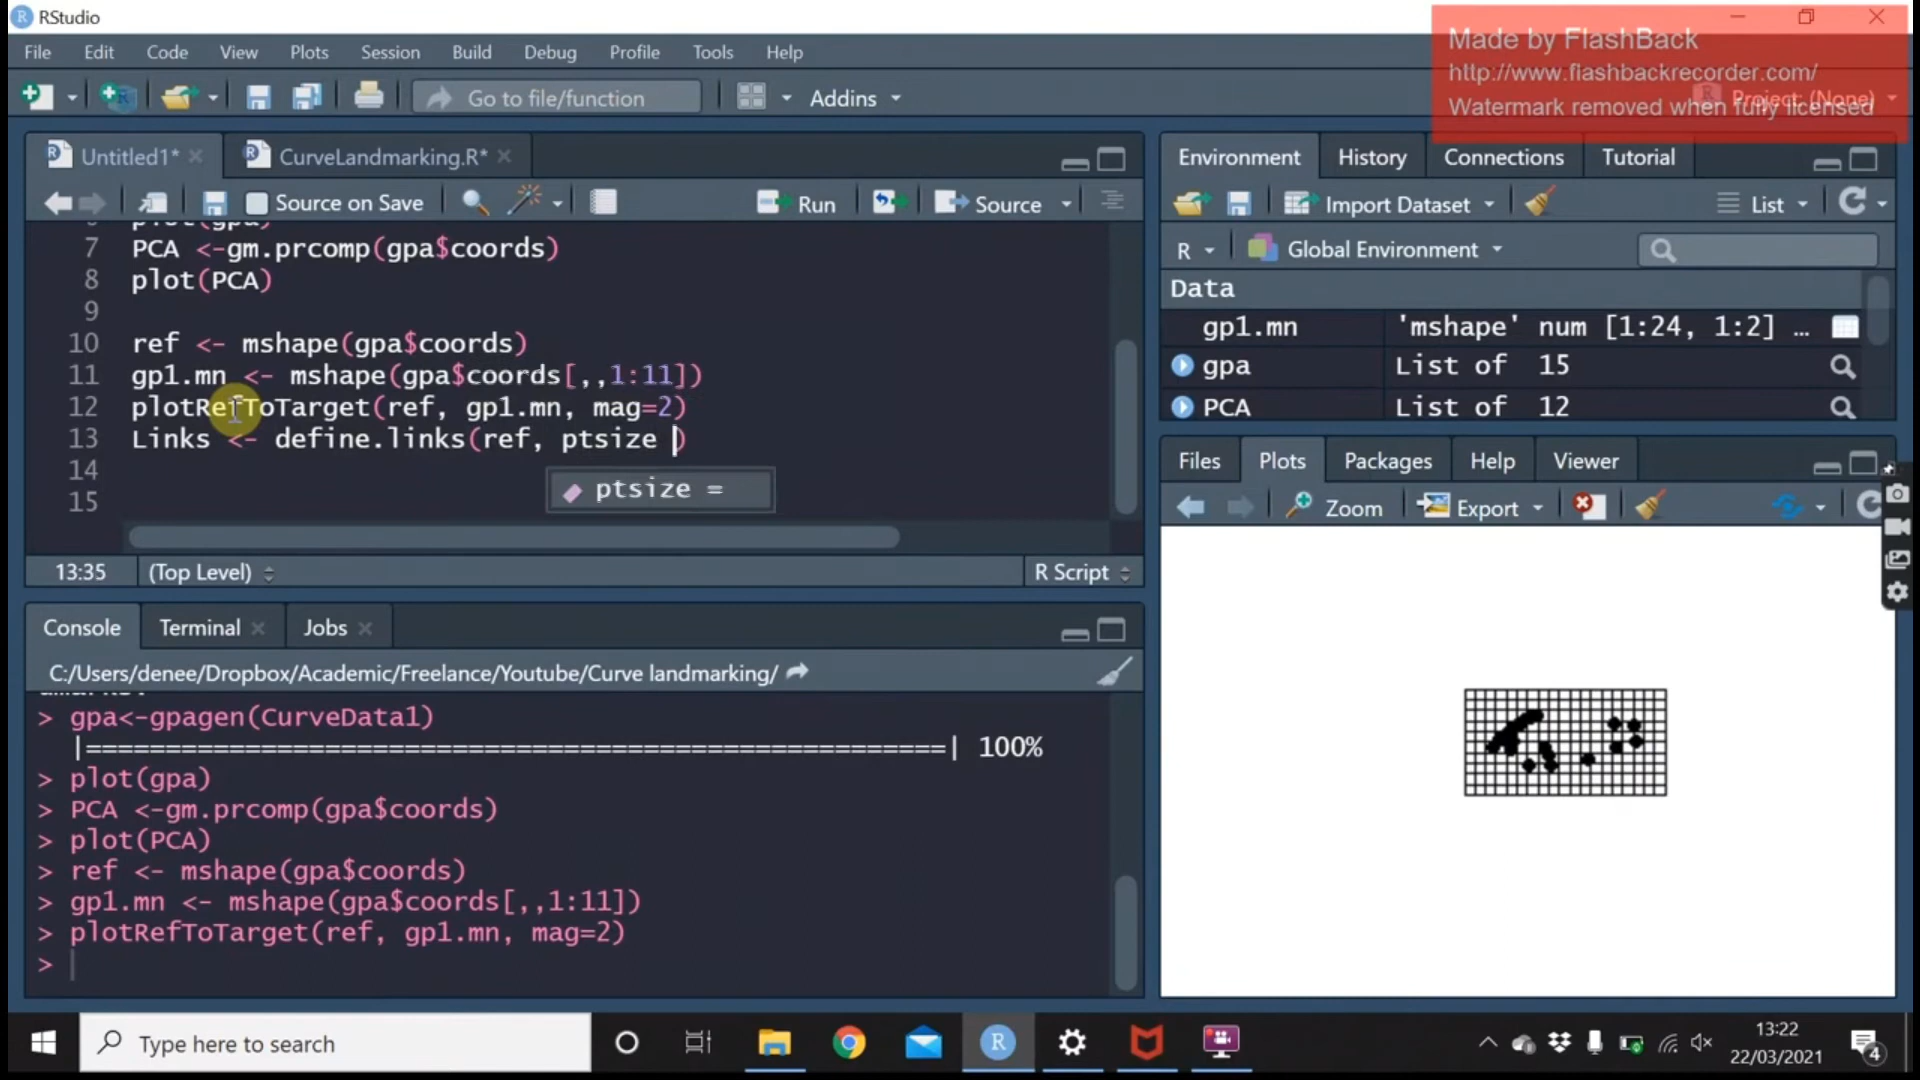 RStudio
Made by FlashBack
http://www.flashbackrecorder.com/
Watermark removed when fully licensed
File Edit Code View Plots Session Build Debug Profile Tools Help
Go to file/function Addins Project: (None)
Untitled1* CurveLandmarking.R*
Source on Save Run Source
7 PCA <-gm.prcomp(gpa$coords)
8 plot(PCA)
9
10 ref <- mshape(gpa$coords)
11 gp1.mn <- mshape(gpa$coords[,,1:11])
12 plotRefToTarget(ref, gp1.mn, mag=2)
13 Links <- define.links(ref, ptsize )
14
ptsize =
15
13:35 (Top Level) R Script
Console Terminal Jobs
C:/Users/denee/Dropbox/Academic/Freelance/Youtube/Curve landmarking/
> gpa<-gpagen(CurveData1)
|======================================================| 100%
> plot(gpa)
> PCA <-gm.prcomp(gpa$coords)
> plot(PCA)
> ref <- mshape(gpa$coords)
> gp1.mn <- mshape(gpa$coords[,,1:11])
> plotRefToTarget(ref, gp1.mn, mag=2)
>
Environment History Connections Tutorial
Import Dataset List
R Global Environment
Data
gp1.mn 'mshape' num [1:24, 1:2] …
gpa List of 15
PCA List of 12
Files Plots Packages Help Viewer
Zoom Export
Type here to search
13:22
22/03/2021
4